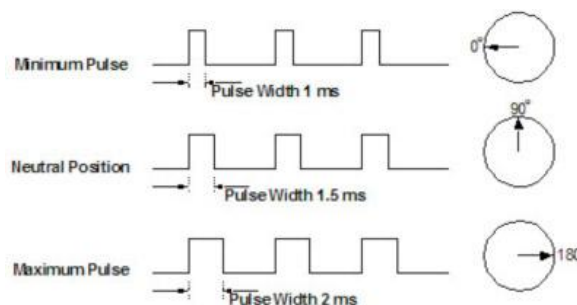 Minimum Pulse
0°
Pulse Width 1 ms
Neutral Position
90°
Pulse Width 1.5 ms
Maximum Pulse
180
Pulse Width 2 ms